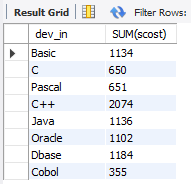 Result Grid Filter Rows:
dev_in SUM(scost)
Basic 1134
C 650
Pascal 651
C++ 2074
Java 1136
Oracle 1102
Dbase 1184
Cobol 355